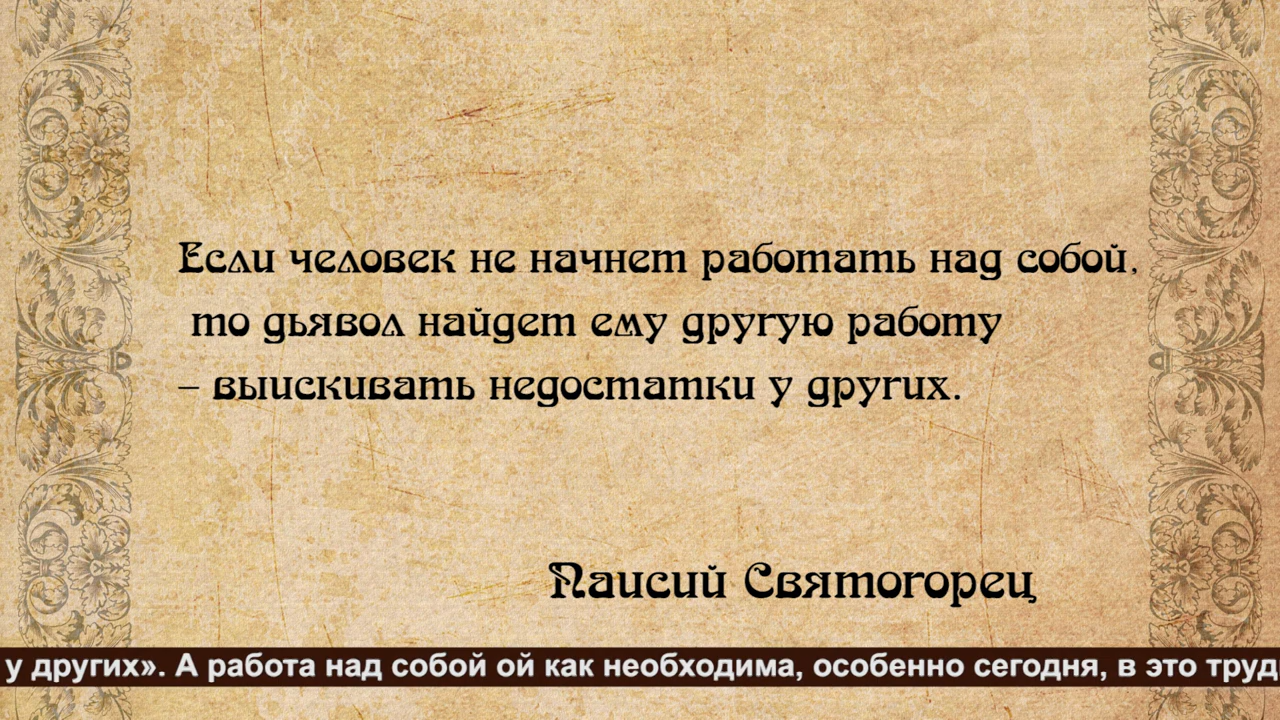 Если человек не начнет работать над собой,
то дьявол найдет ему другую работу
– выискивать недостатки у других.
Паисий Святогорец
у других». А работа над собой ой как необходима, особенно сегодня, в это труд